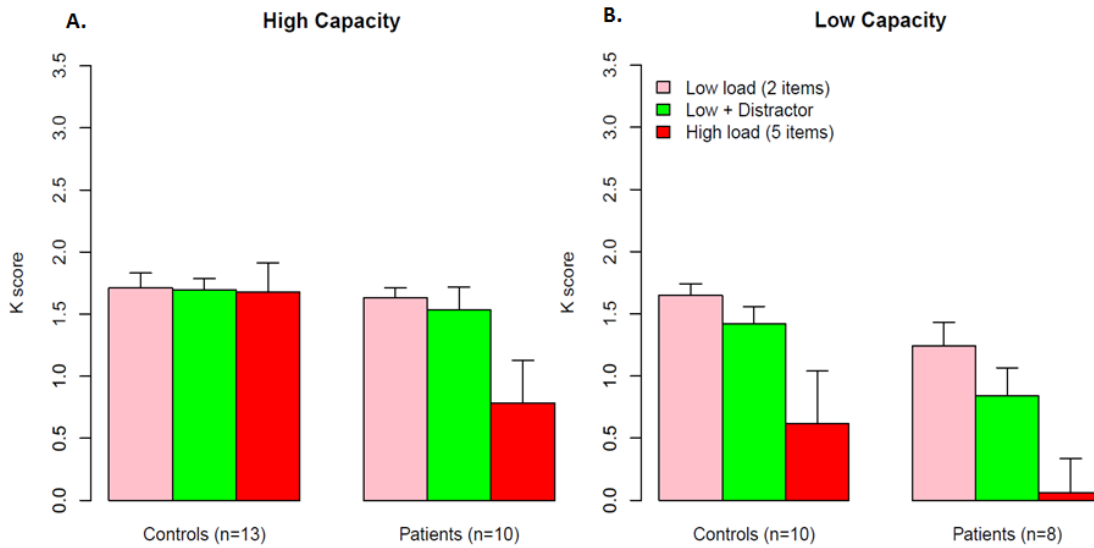 A.
High Capacity
K score
3.5
3.0
2.5
2.0
1.5
1.0
0.5
0.0
Controls (n=13)
Patients (n=10)
B.
Low Capacity
K score
3.5
3.0
2.5
2.0
1.5
1.0
0.5
0.0
Low load (2 items)
Low + Distractor
High load (5 items)
Controls (n=10)
Patients (n=8)